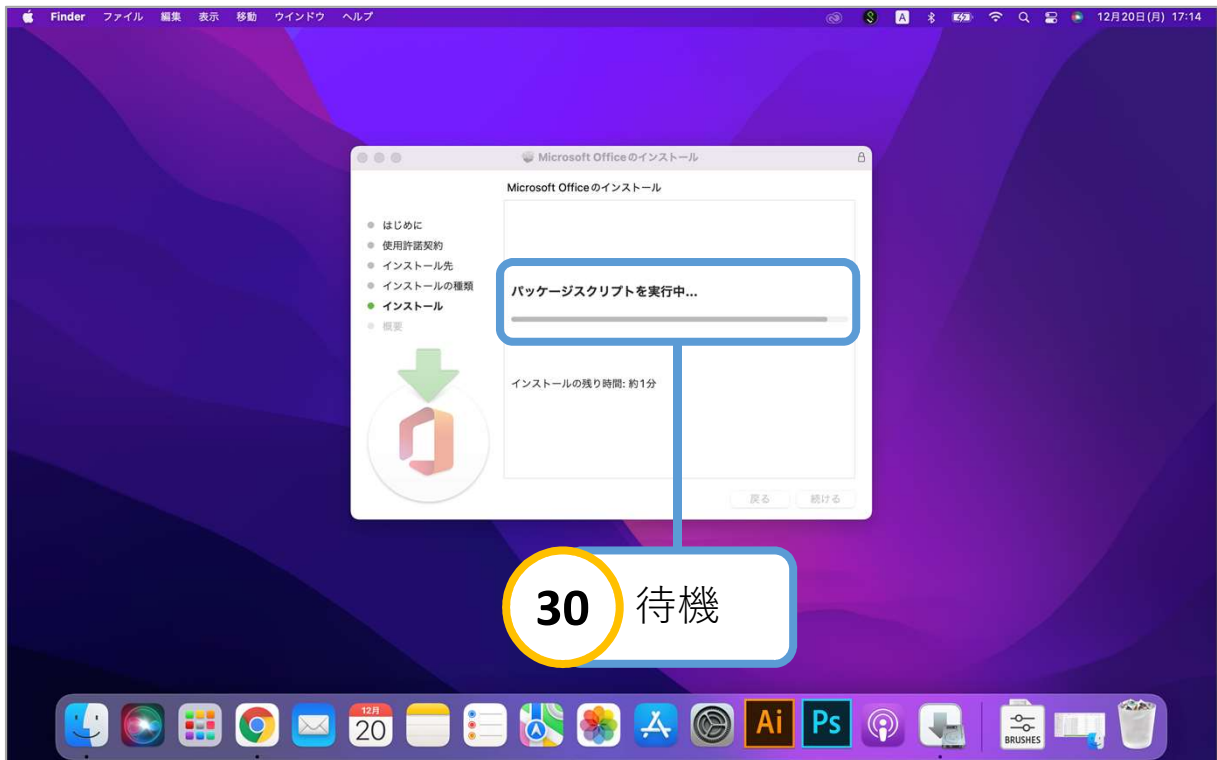 Finder ファイル 編集 表示 移動 ウインドウ ヘルプ
A
12月20日(月) 17:14
Microsoft Officeのインストール
Microsoft Officeのインストール
はじめに
使用許諾契約
インストール先
インストールの種類
インストール
概要
パッケージスクリプトを実行中...
インストールの残り時間: 約1分
戻る 続ける
30 待機
12月
20
Ai
Ps
BRUSHES